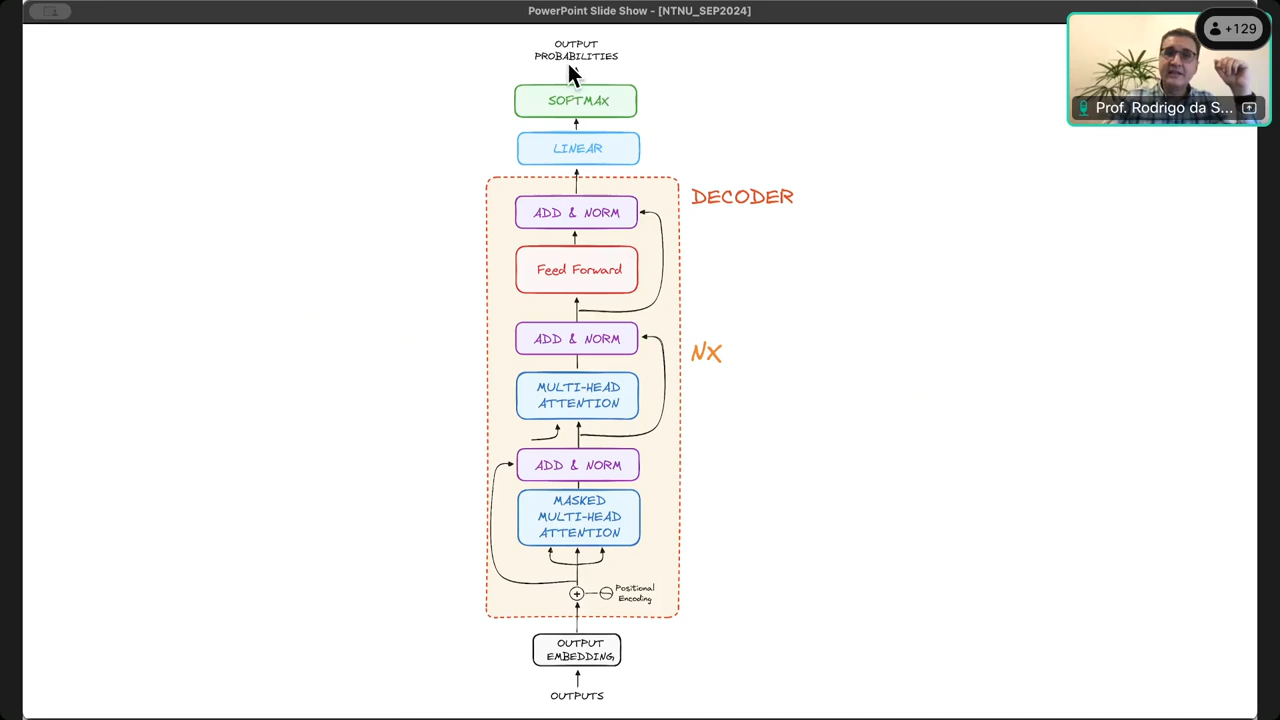 PowerPoint Slide Show - [NTNU_SEP2024]
+129
Prof. Rodrigo da S...
OUTPUT
PROBABILITIES
SOFTMAX
LINEAR
DECODER
ADD & NORM
Feed Forward
ADD & NORM
NX
MULTI-HEAD
ATTENTION
ADD & NORM
MASKED
MULTI-HEAD
ATTENTION
Positional
Encoding
OUTPUT
EMBEDDING
OUTPUTS